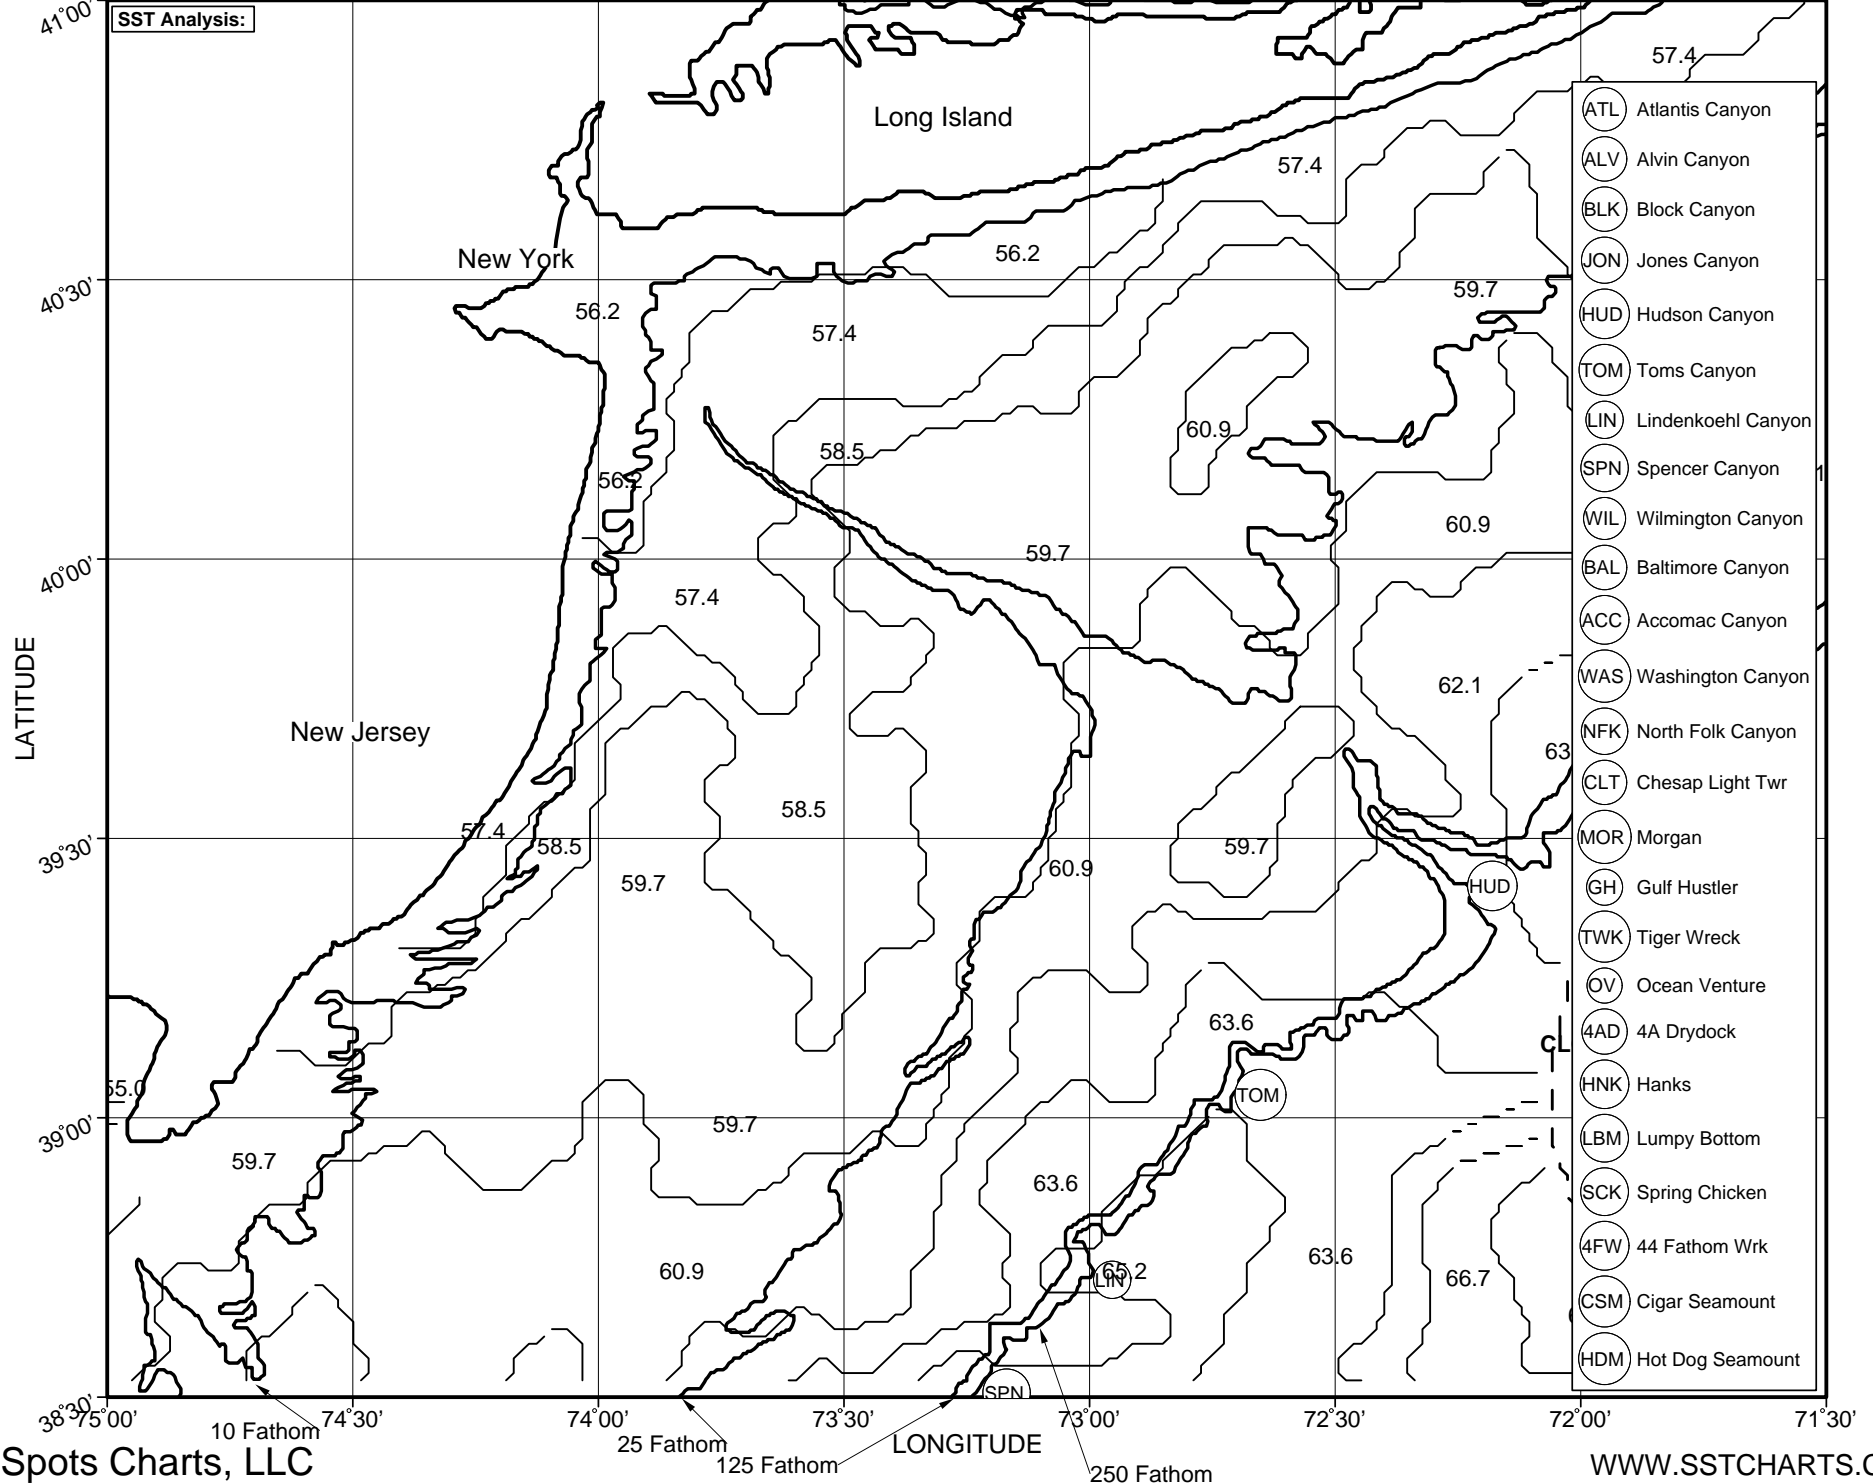 41°00'
SST Analysis:
57.4
Long Island
ATL Atlantis Canyon
57.4
ALV Alvin Canyon
BLK Block Canyon
New York
56.2
JON Jones Canyon
40°30'
59.7
56.2
57.4
HUD Hudson Canyon
TOM Toms Canyon
60.9
LIN Lindenkoehl Canyon
58.5
56.2
SPN Spencer Canyon
1
60.9
WIL Wilmington Canyon
59.7
40°00'
BAL Baltimore Canyon
57.4
ACC Accomac Canyon
LATITUDE
62.1
WAS Washington Canyon
New Jersey
NFK North Folk Canyon
63
CLT Chesap Light Twr
58.5
57.4
39°30'
58.5
59.7
MOR Morgan
59.7
60.9
HUD
GH Gulf Hustler
TWK Tiger Wreck
OV Ocean Venture
63.6
4AD 4A Drydock
cL
55.0
TOM
HNK Hanks
39°00'
59.7
LBM Lumpy Bottom
59.7
63.6
SCK Spring Chicken
60.9
65.2
LIN
63.6
66.7
4FW 44 Fathom Wrk
CSM Cigar Seamount
HDM Hot Dog Seamount
SPN
38°30'
75°00' 74°30' 74°00' 73°30' 73°00' 72°30' 72°00' 71°30'
10 Fathom
25 Fathom
LONGITUDE
125 Fathom
250 Fathom
Spots Charts, LLC
WWW.SSTCHARTS.C